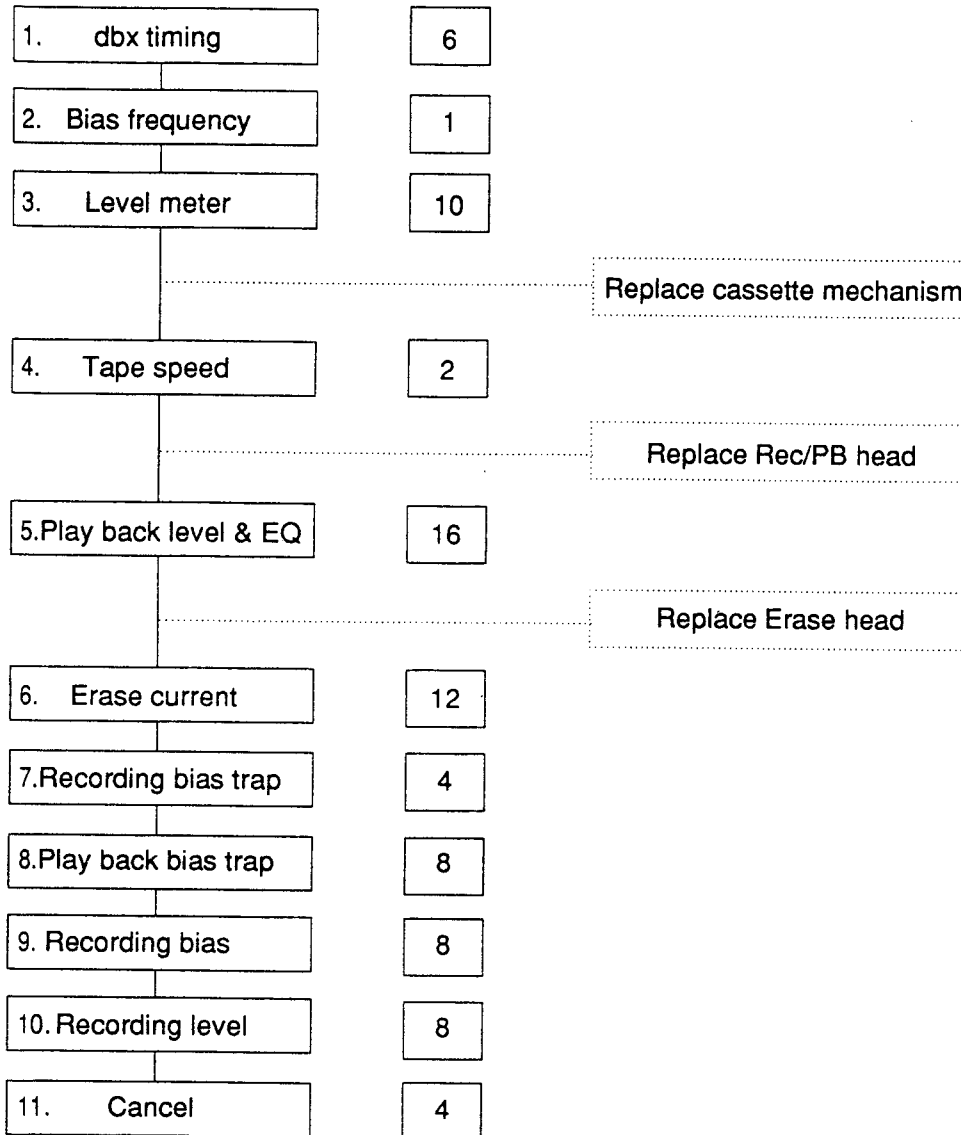 1. dbx timing 6
2. Bias frequency 1
3. Level meter 10
Replace cassette mechanism
4. Tape speed 2
Replace Rec/PB head
5.Play back level & EQ 16
Replace Erase head
6. Erase current 12
7.Recording bias trap 4
8.Play back bias trap 8
9. Recording bias 8
10. Recording level 8
11. Cancel 4